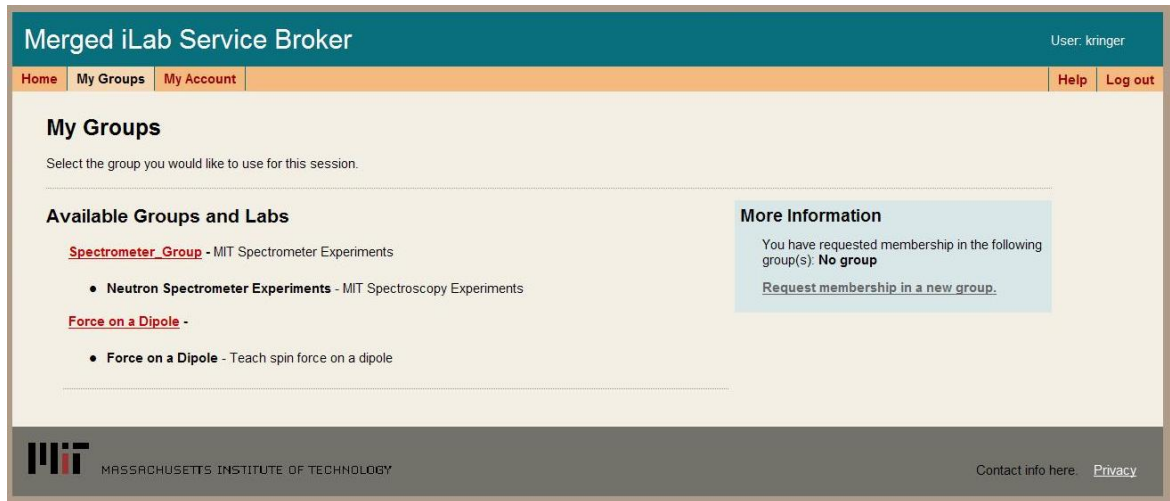 Merged iLab Service Broker
User: kringer
Home My Groups My Account Help Log out
My Groups
Select the group you would like to use for this session.
Available Groups and Labs
Spectrometer_Group - MIT Spectrometer Experiments
• Neutron Spectrometer Experiments - MIT Spectroscopy Experiments
Force on a Dipole -
• Force on a Dipole - Teach spin force on a dipole
More Information
You have requested membership in the following
group(s): No group
Request membership in a new group.
MIT MASSACHUSETTS INSTITUTE OF TECHNOLOGY
Contact info here. Privacy